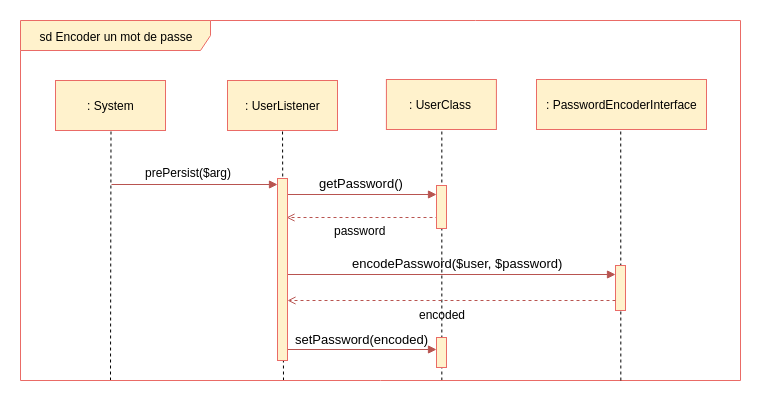 sd Encoder un mot de passe
: System
: UserListener
: UserClass
: PasswordEncoderInterface
prePersist($arg)
getPassword()
password
encodePassword($user, $password)
encoded
setPassword(encoded)